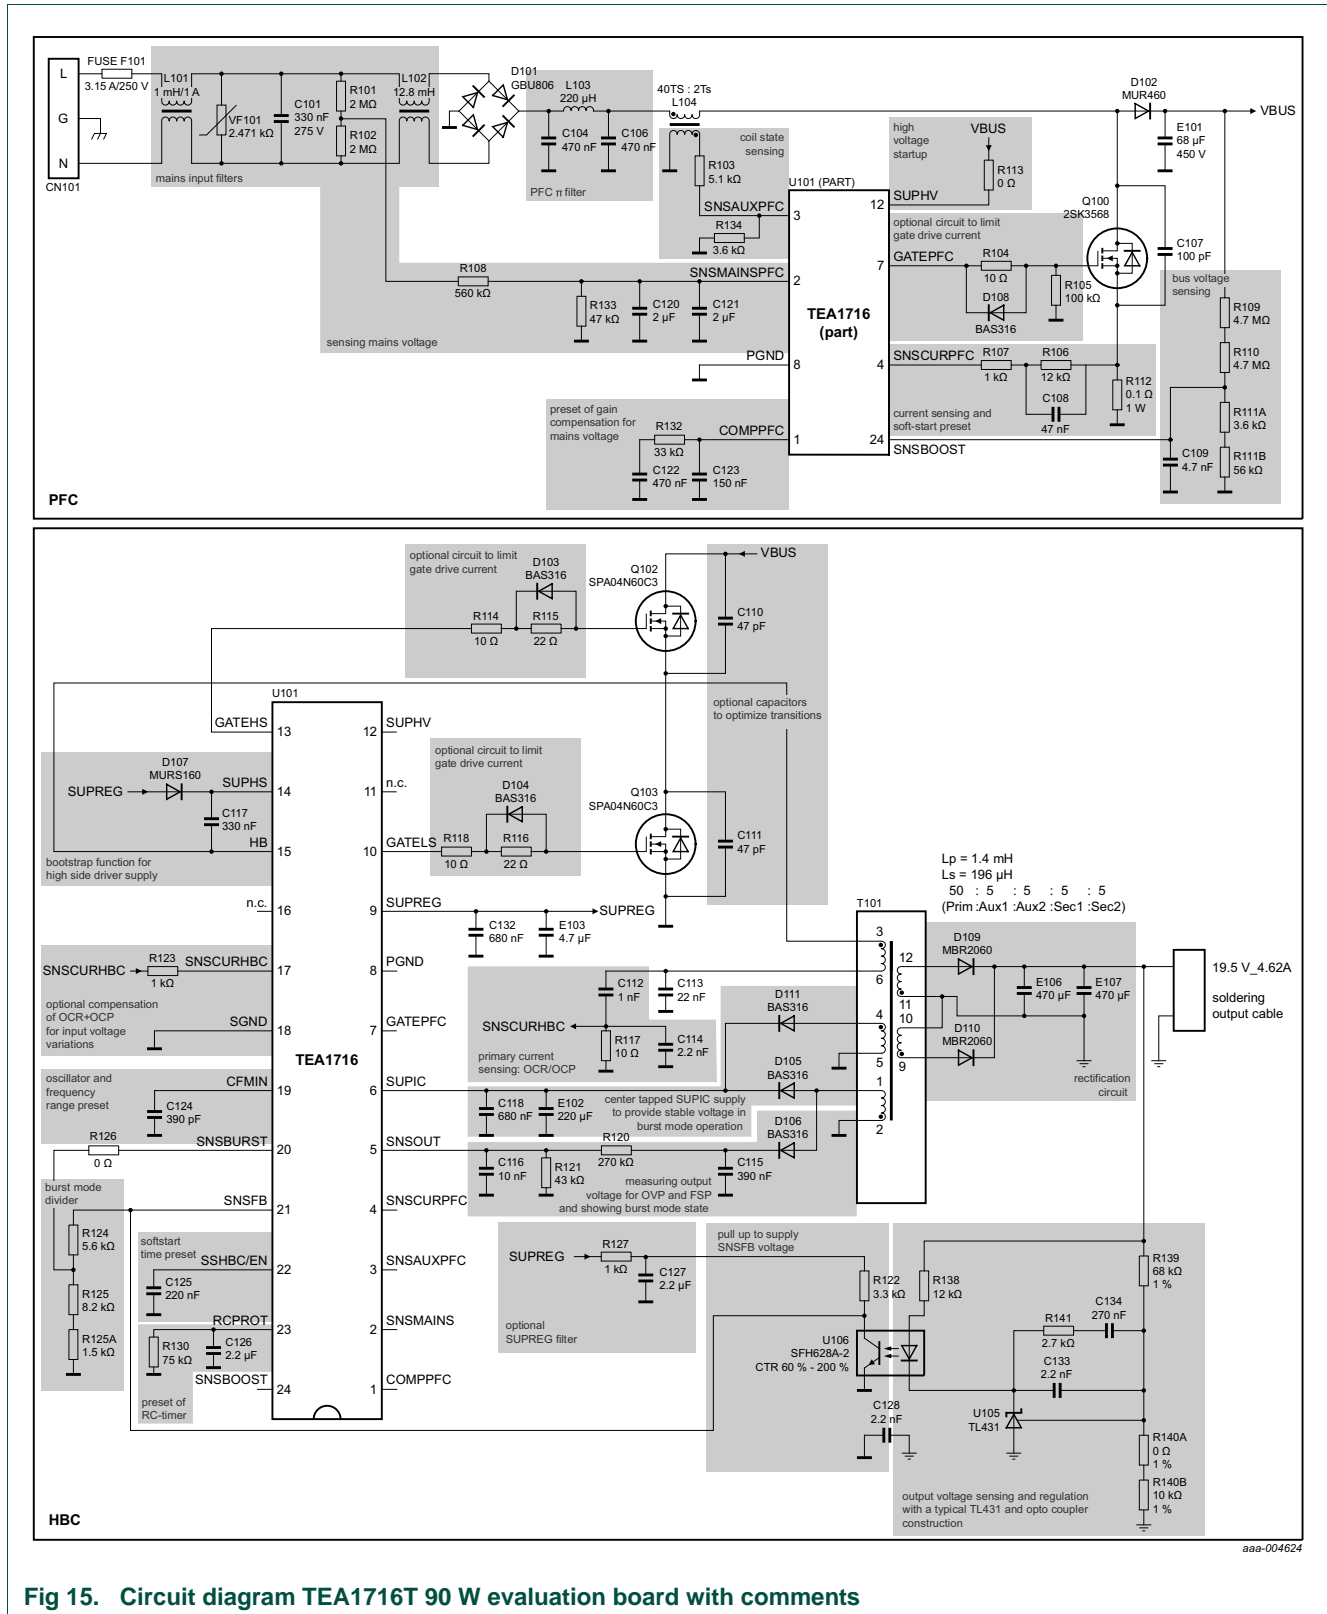 FUSE F101
3.15 A/250 V
L
G
N
CN101
L101
1 mH/1 A
VF101
2.471 kΩ
C101
330 nF
275 V
R101
2 MΩ
R102
2 MΩ
L102
12.8 mH
mains input filters
D101
GBU806
L103
220 μH
C104
470 nF
C106
470 nF
PFC π filter
40TS : 2Ts
L104
coil state
sensing
R103
5.1 kΩ
SNSAUXPFC
R134
3.6 kΩ
high
voltage
startup
VBUS
R113
0 Ω
SUPHV
D102
MUR460
VBUS
E101
68 μF
450 V
Q100
2SK3568
C107
100 pF
U101 (PART)
3
12
optional circuit to limit
gate drive current
GATEPFC
7
R104
10 Ω
D108
BAS316
R105
100 kΩ
bus voltage
sensing
R109
4.7 MΩ
R110
4.7 MΩ
R111A
3.6 kΩ
R111B
56 kΩ
C109
4.7 nF
R108
560 kΩ
SNSMAINSPFC
2
R133
47 kΩ
C120
2 μF
C121
2 μF
sensing mains voltage
TEA1716
(part)
PGND
8
4
SNSCURPFC
R107
1 kΩ
R106
12 kΩ
C108
47 nF
R112
0.1 Ω
1 W
current sensing and
soft-start preset
preset of gain
compensation for
mains voltage
R132
33 kΩ
COMPPFC
1
24
SNSBOOST
C122
470 nF
C123
150 nF
PFC
optional circuit to limit
gate drive current
D103
BAS316
R114
10 Ω
R115
22 Ω
Q102
SPA04N60C3
VBUS
C110
47 pF
optional capacitors
to optimize transitions
U101
GATEHS
13
12
SUPHV
D107
MURS160
SUPREG
SUPHS
14
C117
330 nF
HB
15
bootstrap function for
high side driver supply
n.c.
11
optional circuit to limit
gate drive current
D104
BAS316
10
GATELS
R118
10 Ω
R116
22 Ω
Q103
SPA04N60C3
C111
47 pF
n.c.
16
9
SUPREG
SUPREG
C132
680 nF
E103
4.7 μF
Lp = 1.4 mH
Ls = 196 μH
50 : 5 : 5 : 5 : 5
(Prim :Aux1 :Aux2 :Sec1 :Sec2)
T101
3
6
4
5
1
2
12
11
10
9
D109
MBR2060
D110
MBR2060
E106
470 μF
E107
470 μF
rectification
circuit
19.5 V_4.62A
soldering
output cable
R123
SNSCURHBC
1 kΩ
SNSCURHBC
17
optional compensation
of OCR+OCP
for input voltage
variations
SGND
18
8
PGND
7
GATEPFC
C112
1 nF
C113
22 nF
SNSCURHBC
R117
10 Ω
C114
2.2 nF
primary current
sensing: OCR/OCP
D111
BAS316
D105
BAS316
D106
BAS316
TEA1716
oscillator and
frequency
range preset
CFMIN
19
C124
390 pF
6
SUPIC
C118
680 nF
E102
220 μF
center tapped SUPIC supply
to provide stable voltage in
burst mode operation
R126
0 Ω
SNSBURST
20
5
SNSOUT
C116
10 nF
R121
43 kΩ
R120
270 kΩ
C115
390 nF
measuring output
voltage for OVP and FSP
and showing burst mode state
burst mode
divider
SNSFB
21
4
SNSCURPFC
R124
5.6 kΩ
R125
8.2 kΩ
R125A
1.5 kΩ
softstart
time preset
SSHBC/EN
22
C125
220 nF
3
SNSAUXPFC
RCPROT
23
R130
75 kΩ
C126
2.2 μF
2
SNSMAINS
SNSBOOST
24
1
COMPPFC
preset of
RC-timer
SUPREG
R127
1 kΩ
C127
2.2 μF
optional
SUPREG filter
pull up to supply
SNSFB voltage
R122
3.3 kΩ
R138
12 kΩ
U106
SFH628A-2
CTR 60 % - 200 %
R139
68 kΩ
1 %
R141
2.7 kΩ
C134
270 nF
C133
2.2 nF
U105
TL431
C128
2.2 nF
R140A
0 Ω
1 %
R140B
10 kΩ
1 %
output voltage sensing and regulation
with a typical TL431 and opto coupler
construction
HBC
aaa-004624
Fig 15. Circuit diagram TEA1716T 90 W evaluation board with comments